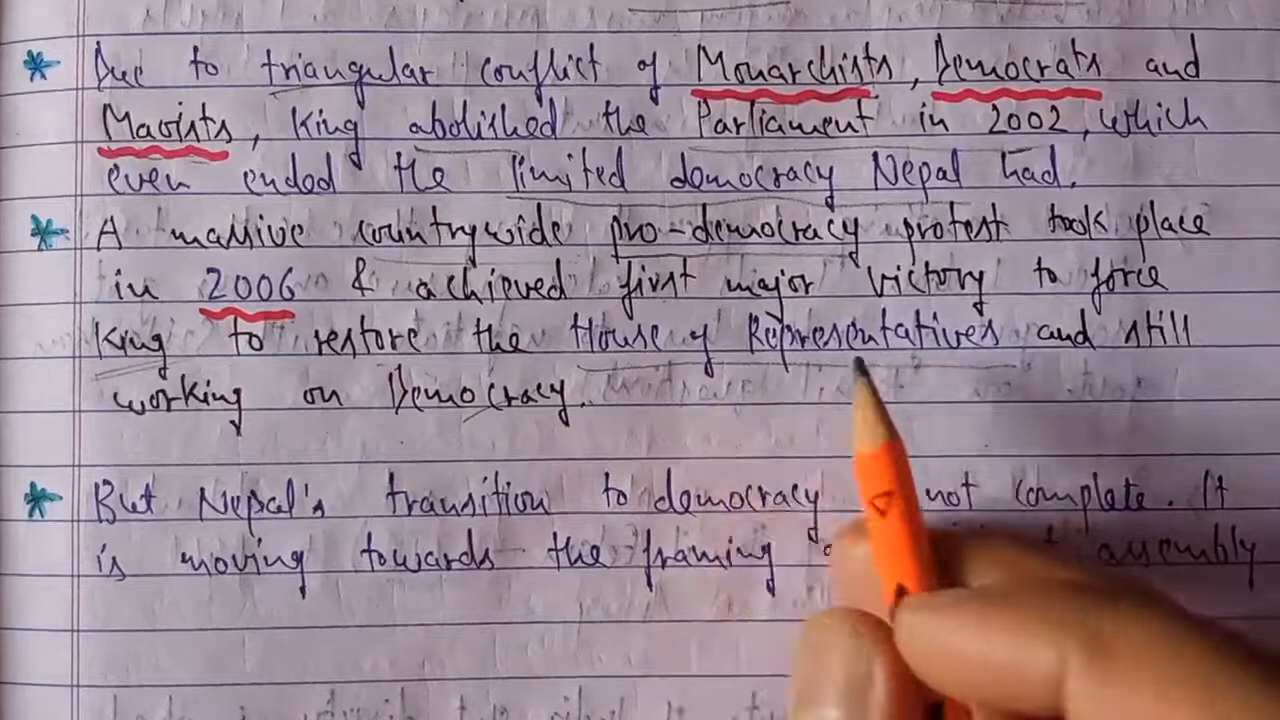 * Due to triangular conflict of Monarchists, Democrats and
Maoists, King abolished the Parliament in 2002, which
even ended the limited democracy Nepal had.
* A massive countrywide pro-democracy protest took place
in 2006 & achieved first major victory to force
King to restore the House of Representatives and still
working on Democracy.
* But Nepal's transition to democracy not complete. It
is moving towards the framing assembly